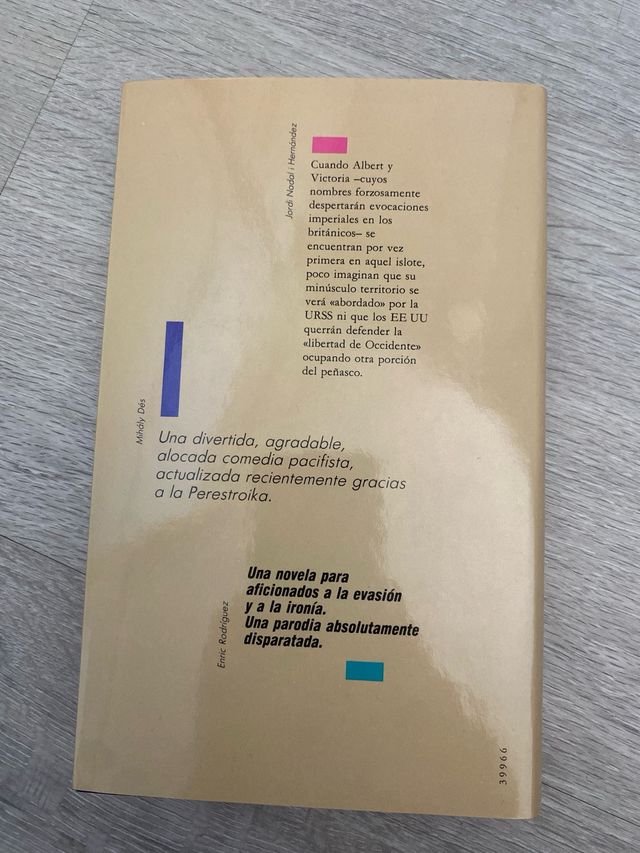 Jordi Nadal i Hernández
Cuando Albert y
Victoria –cuyos
nombres forzosamente
despertarán evocaciones
imperiales en los
británicos– se
encuentran por vez
primera en aquel islote,
poco imaginan que su
minúsculo territorio se
verá «abordado» por la
URSS ni que los EE UU
querrán defender la
«libertad de Occidente»
ocupando otra porción
del peñasco.
Mihály Dés
Una divertida, agradable,
alocada comedia pacifista,
actualizada recientemente gracias
a la Perestroika.
Enric Rodríguez
Una novela para
aficionados a la evasión
y a la ironía.
Una parodia absolutamente
disparatada.
39966